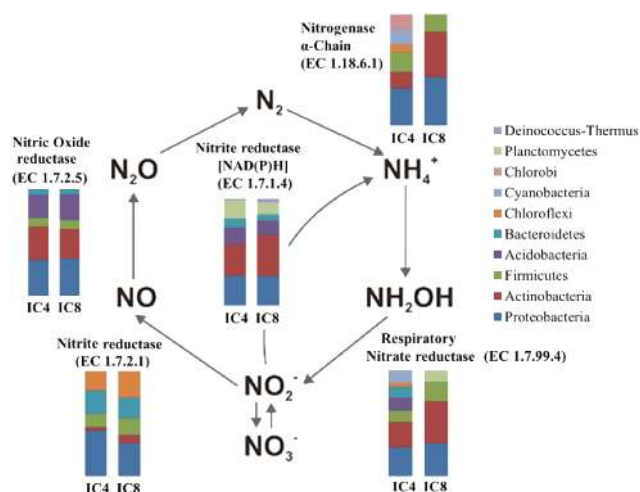 Nitrogenase
α-Chain
(EC 1.18.6.1)
IC4 IC8
N₂
Nitric Oxide
reductase
(EC 1.7.2.5)
IC4 IC8
N₂O
Nitrite reductase
[NAD(P)H]
(EC 1.7.1.4)
IC4 IC8
NH₄⁺
Deinococcus-Thermus
Planctomycetes
Chlorobi
Cyanobacteria
Chloroflexi
Bacteroidetes
Acidobacteria
Firmicutes
Actinobacteria
Proteobacteria
NO
NH₂OH
Nitrite reductase
(EC 1.7.2.1)
IC4 IC8
NO₂⁻
NO₃⁻
Respiratory
Nitrate reductase (EC 1.7.99.4)
IC4 IC8